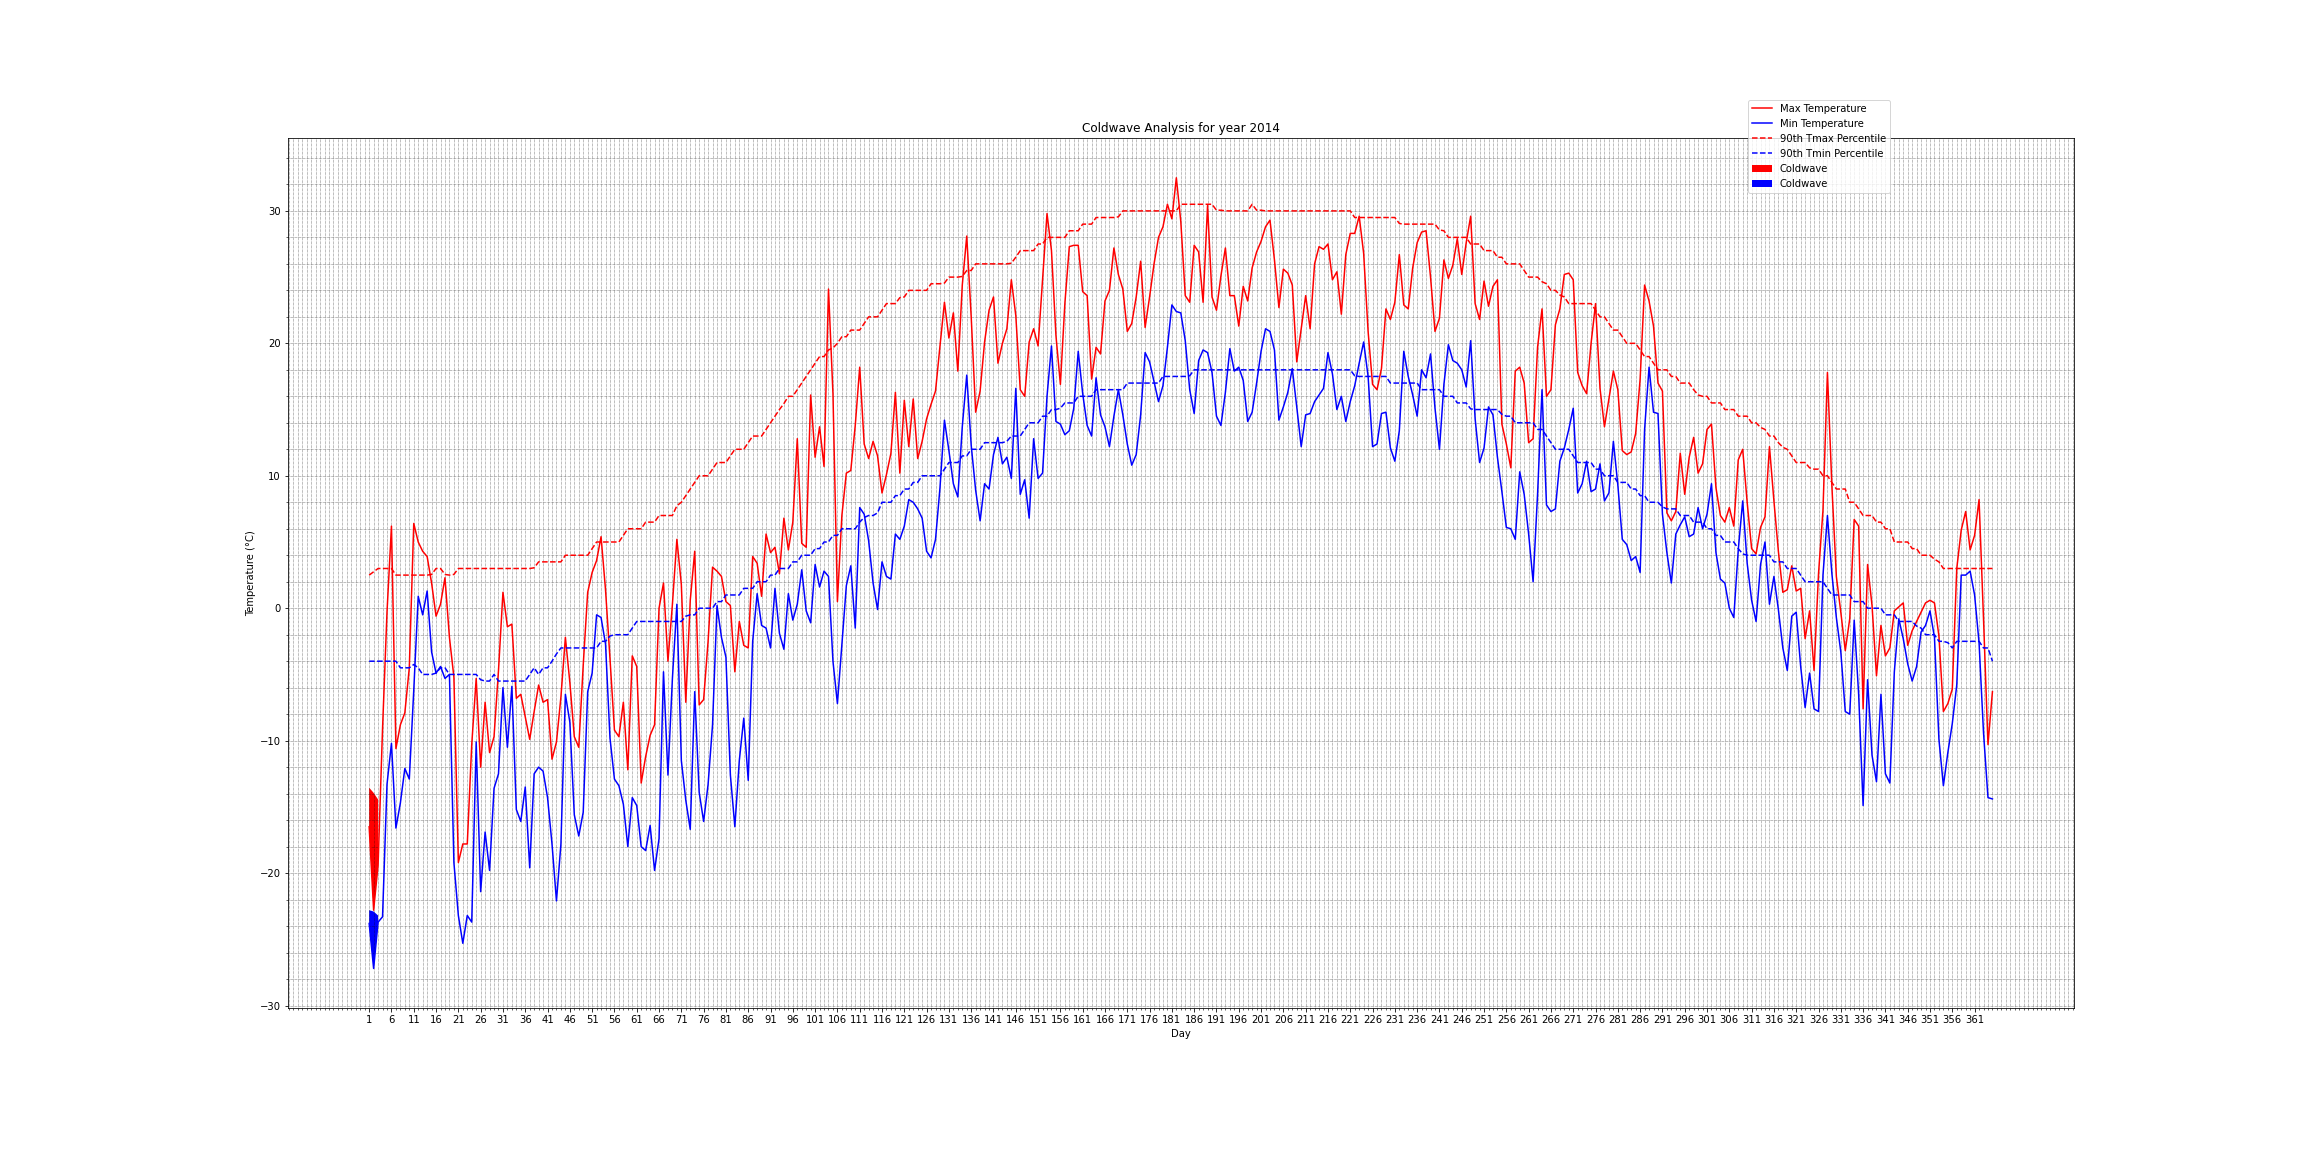 Coldwave Analysis for year 2014
Max Temperature
Min Temperature
90th Tmax Percentile
90th Tmin Percentile
Coldwave
Coldwave
Temperature (°C)
30
20
10
0
−10
−20
−30
1 6 11 16 21 26 31 36 41 46 51 56 61 66 71 76 81 86 91 96 101 106 111 116 121 126 131 136 141 146 151 156 161 166 171 176 181 186 191 196 201 206 211 216 221 226 231 236 241 246 251 256 261 266 271 276 281 286 291 296 301 306 311 316 321 326 331 336 341 346 351 356 361
Day